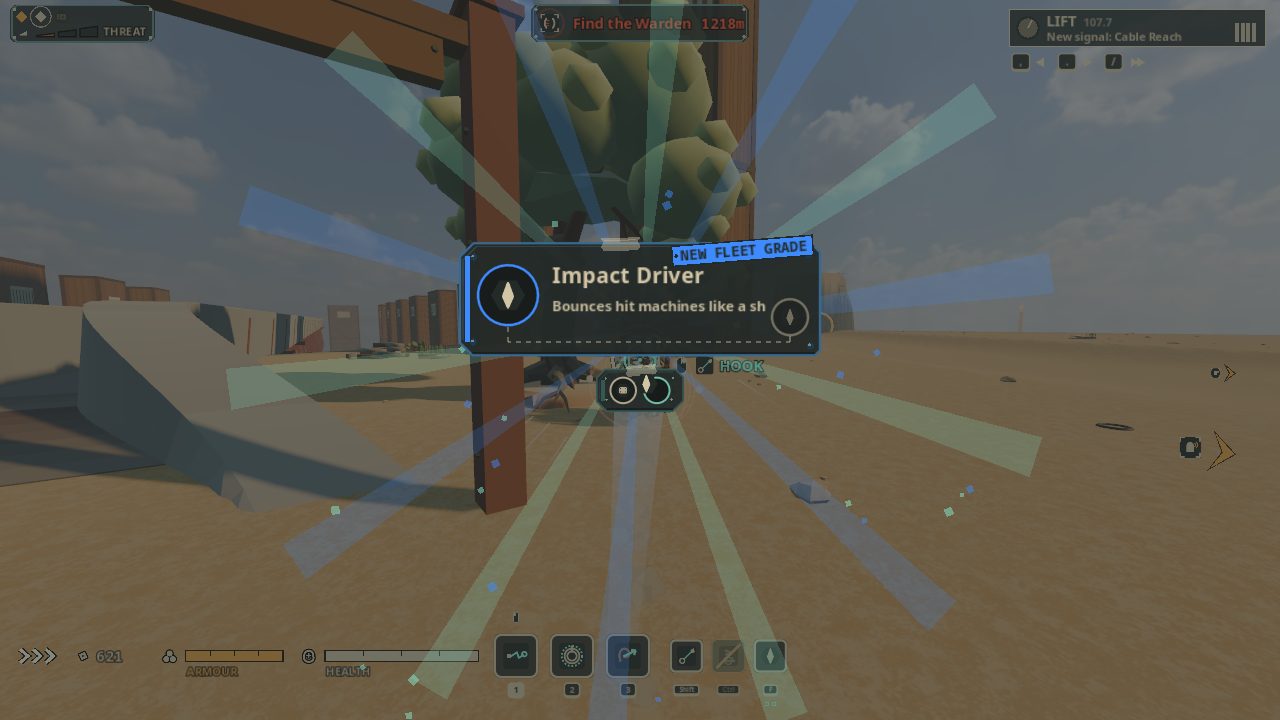 THREAT
Find the Warden 1218m
LIFT 107.7
New signal: Cable Reach
, . /
NEW FLEET GRADE
Impact Driver
Bounces hit machines like a sh
HOOK
621
ARMOUR
HEALTH
1 2 3 Shift Ctrl F